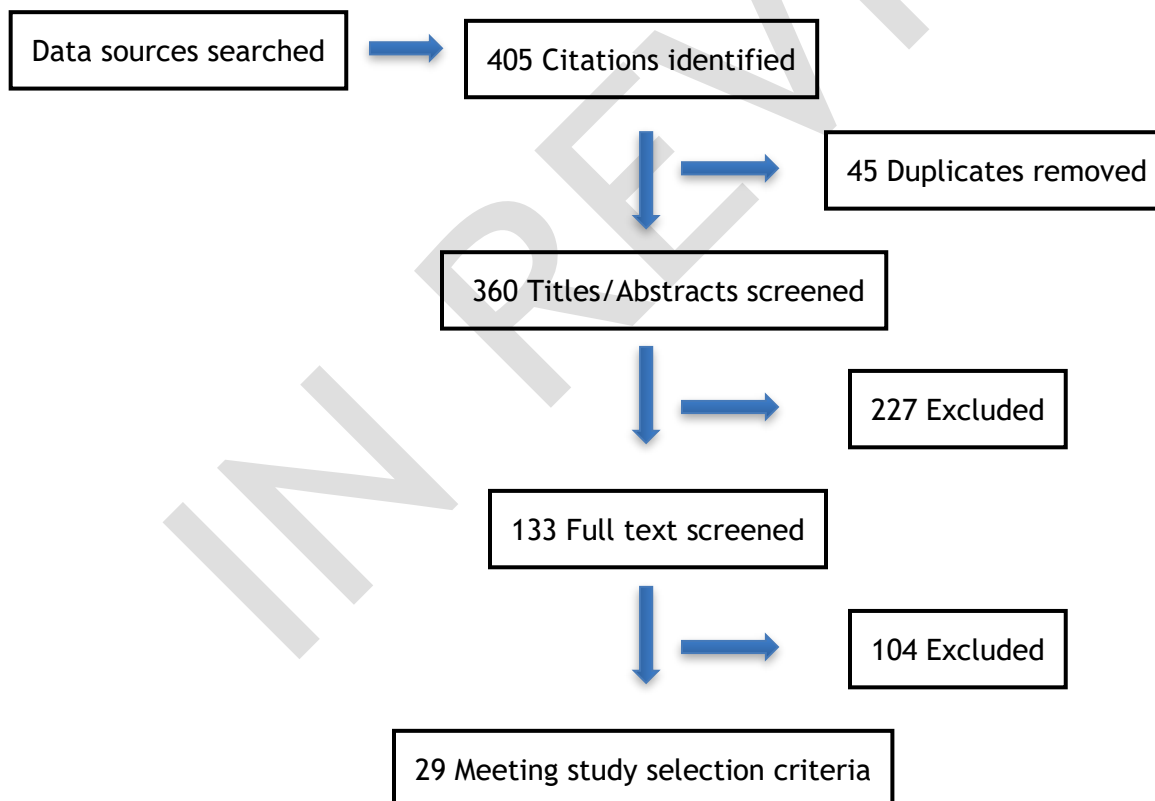 Data sources searched
405 Citations identified
45 Duplicates removed
360 Titles/Abstracts screened
227 Excluded
133 Full text screened
104 Excluded
29 Meeting study selection criteria
IN REV